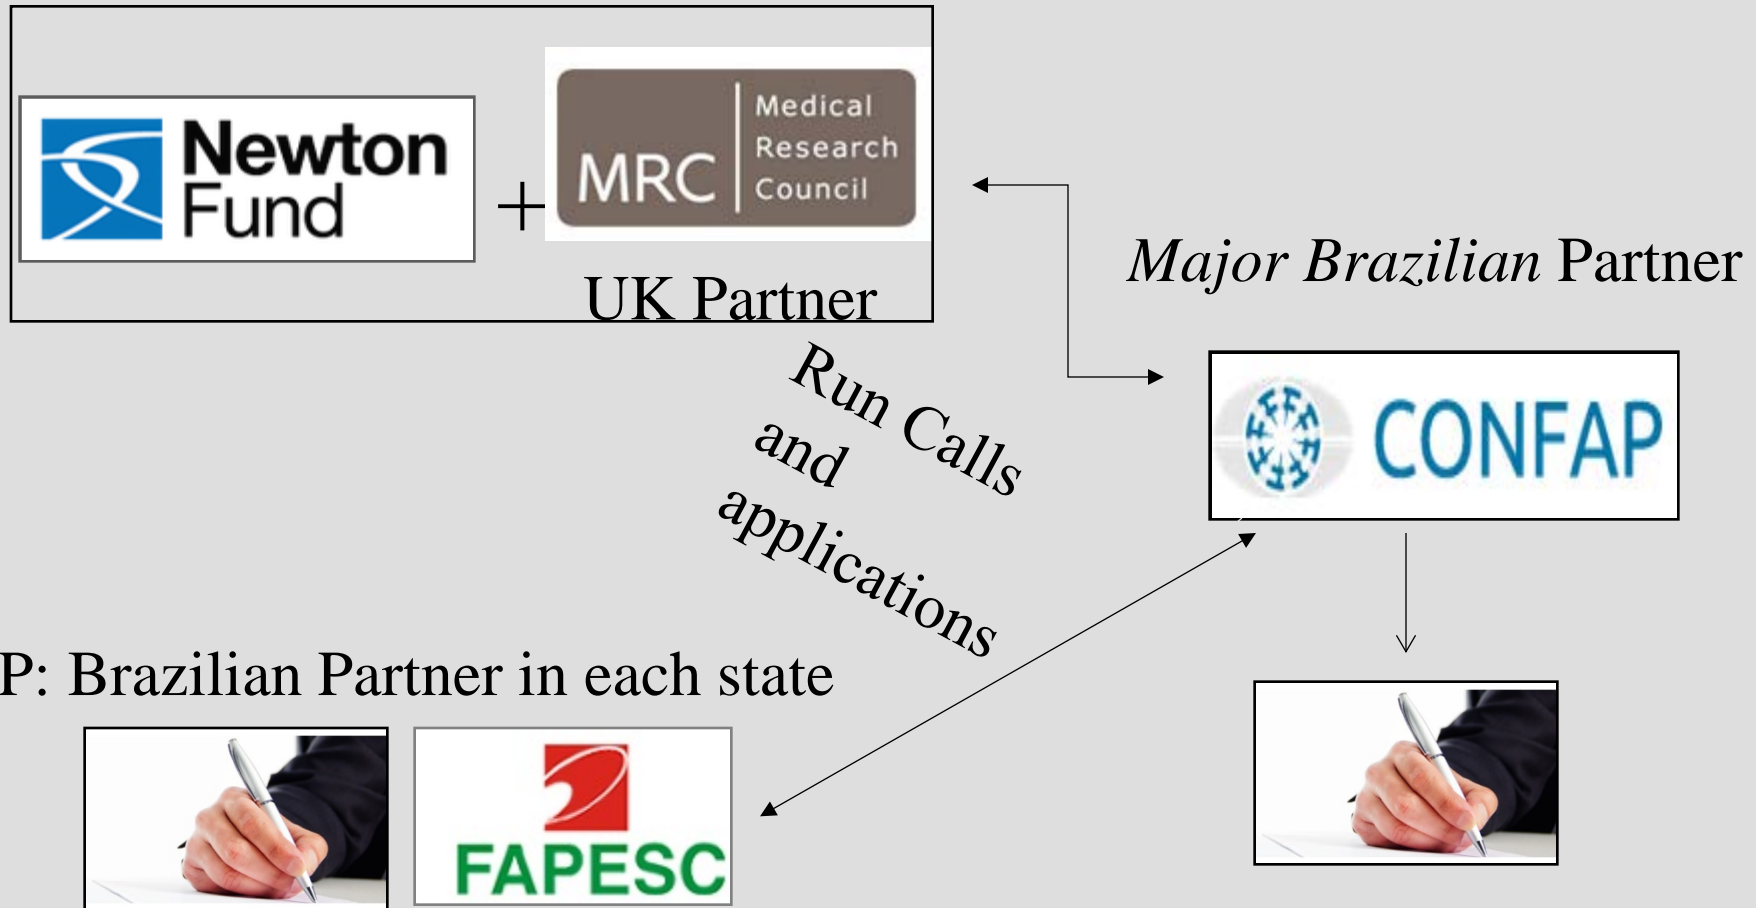 Newton
Fund
+
MRC
Medical
Research
Council
UK Partner
Major Brazilian Partner
CONFAP
Run Calls
and
applications
P: Brazilian Partner in each state
FAPESC